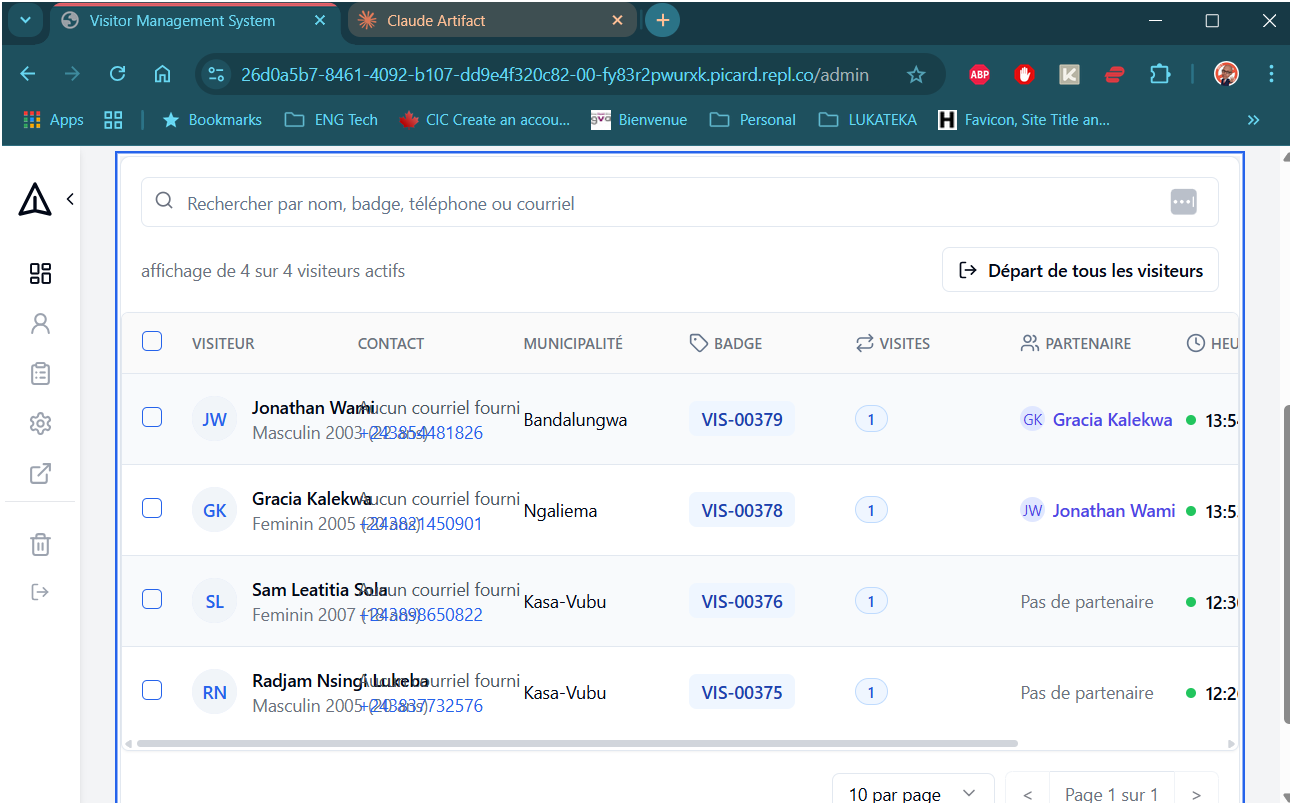 Visitor Management System
Claude Artifact
26d0a5b7-8461-4092-b107-dd9e4f320c82-00-fy83r2pwurxk.picard.repl.co/admin
ABP
K
Apps
Bookmarks
ENG Tech
CIC Create an accou...
gva
Bienvenue
Personal
LUKATEKA
H
Favicon, Site Title an...
Rechercher par nom, badge, téléphone ou courriel
affichage de 4 sur 4 visiteurs actifs
Départ de tous les visiteurs
VISITEUR CONTACT MUNICIPALITÉ BADGE VISITES PARTENAIRE HEU
JW Jonathan Wami Aucun courriel fourni Bandalungwa VIS-00379 1 GK Gracia Kalekwa 13:54
Masculin 2003 (22 ans) +243854481826
GK Gracia Kalekwa Aucun courriel fourni Ngaliema VIS-00378 1 JW Jonathan Wami 13:5
Feminin 2005 (20 ans) +243821450901
SL Sam Leatitia Sola Aucun courriel fourni Kasa-Vubu VIS-00376 1 Pas de partenaire 12:3
Feminin 2007 (18 ans) +243898650822
RN Radjam Nsingi Lukeba Aucun courriel fourni Kasa-Vubu VIS-00375 1 Pas de partenaire 12:2
Masculin 2005 (20 ans) +243837732576
10 par page
< Page 1 sur 1 >